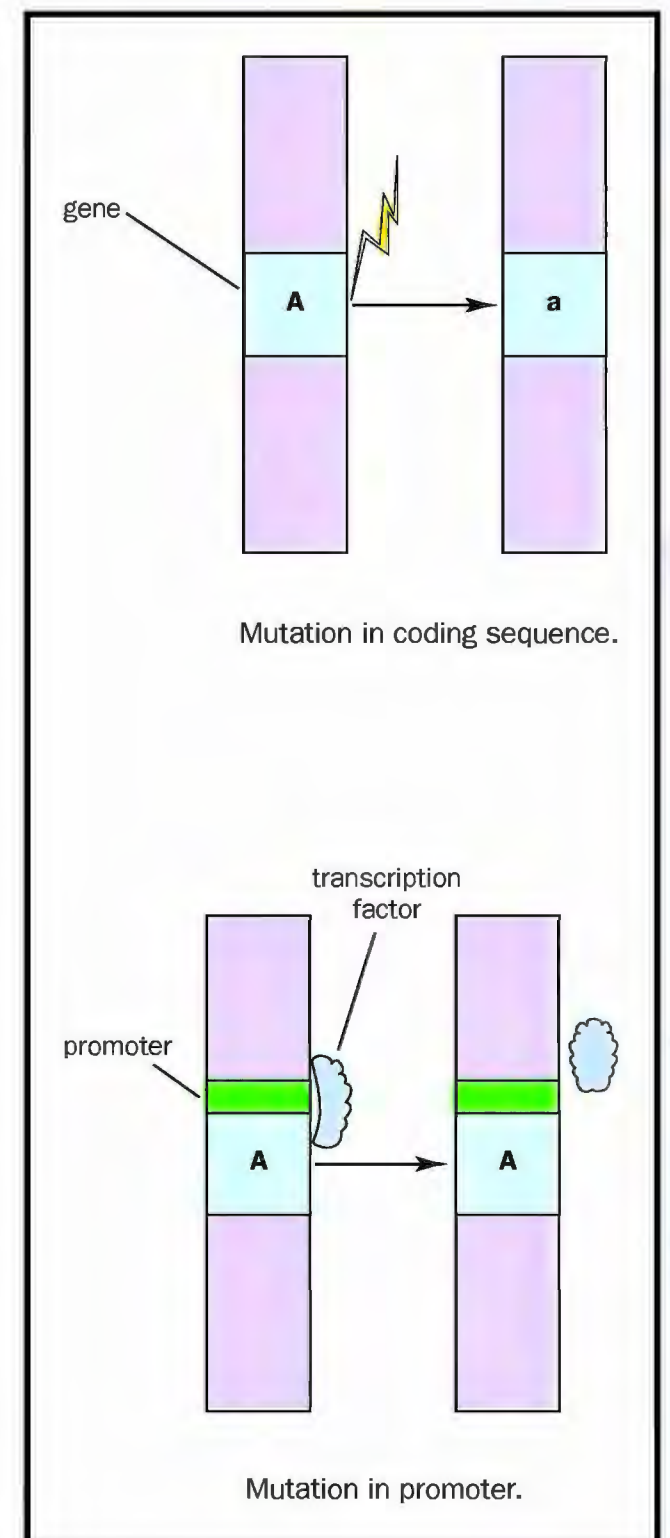 gene
A
a
Mutation in coding sequence.
transcription
factor
promoter
A
A
Mutation in promoter.